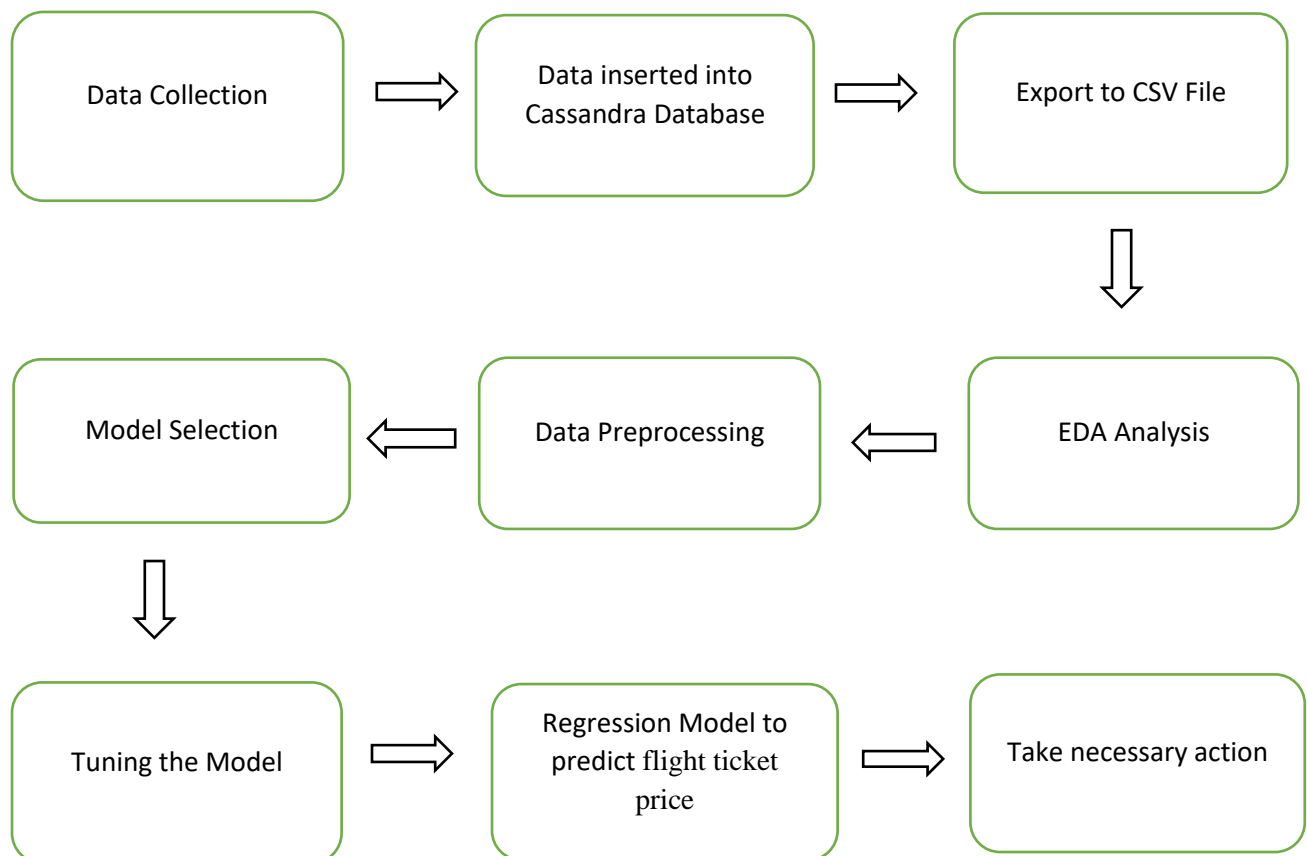 Data Collection
Data inserted into
Cassandra Database
Export to CSV File
EDA Analysis
Data Preprocessing
Model Selection
Tuning the Model
Regression Model to
predict flight ticket
price
Take necessary action